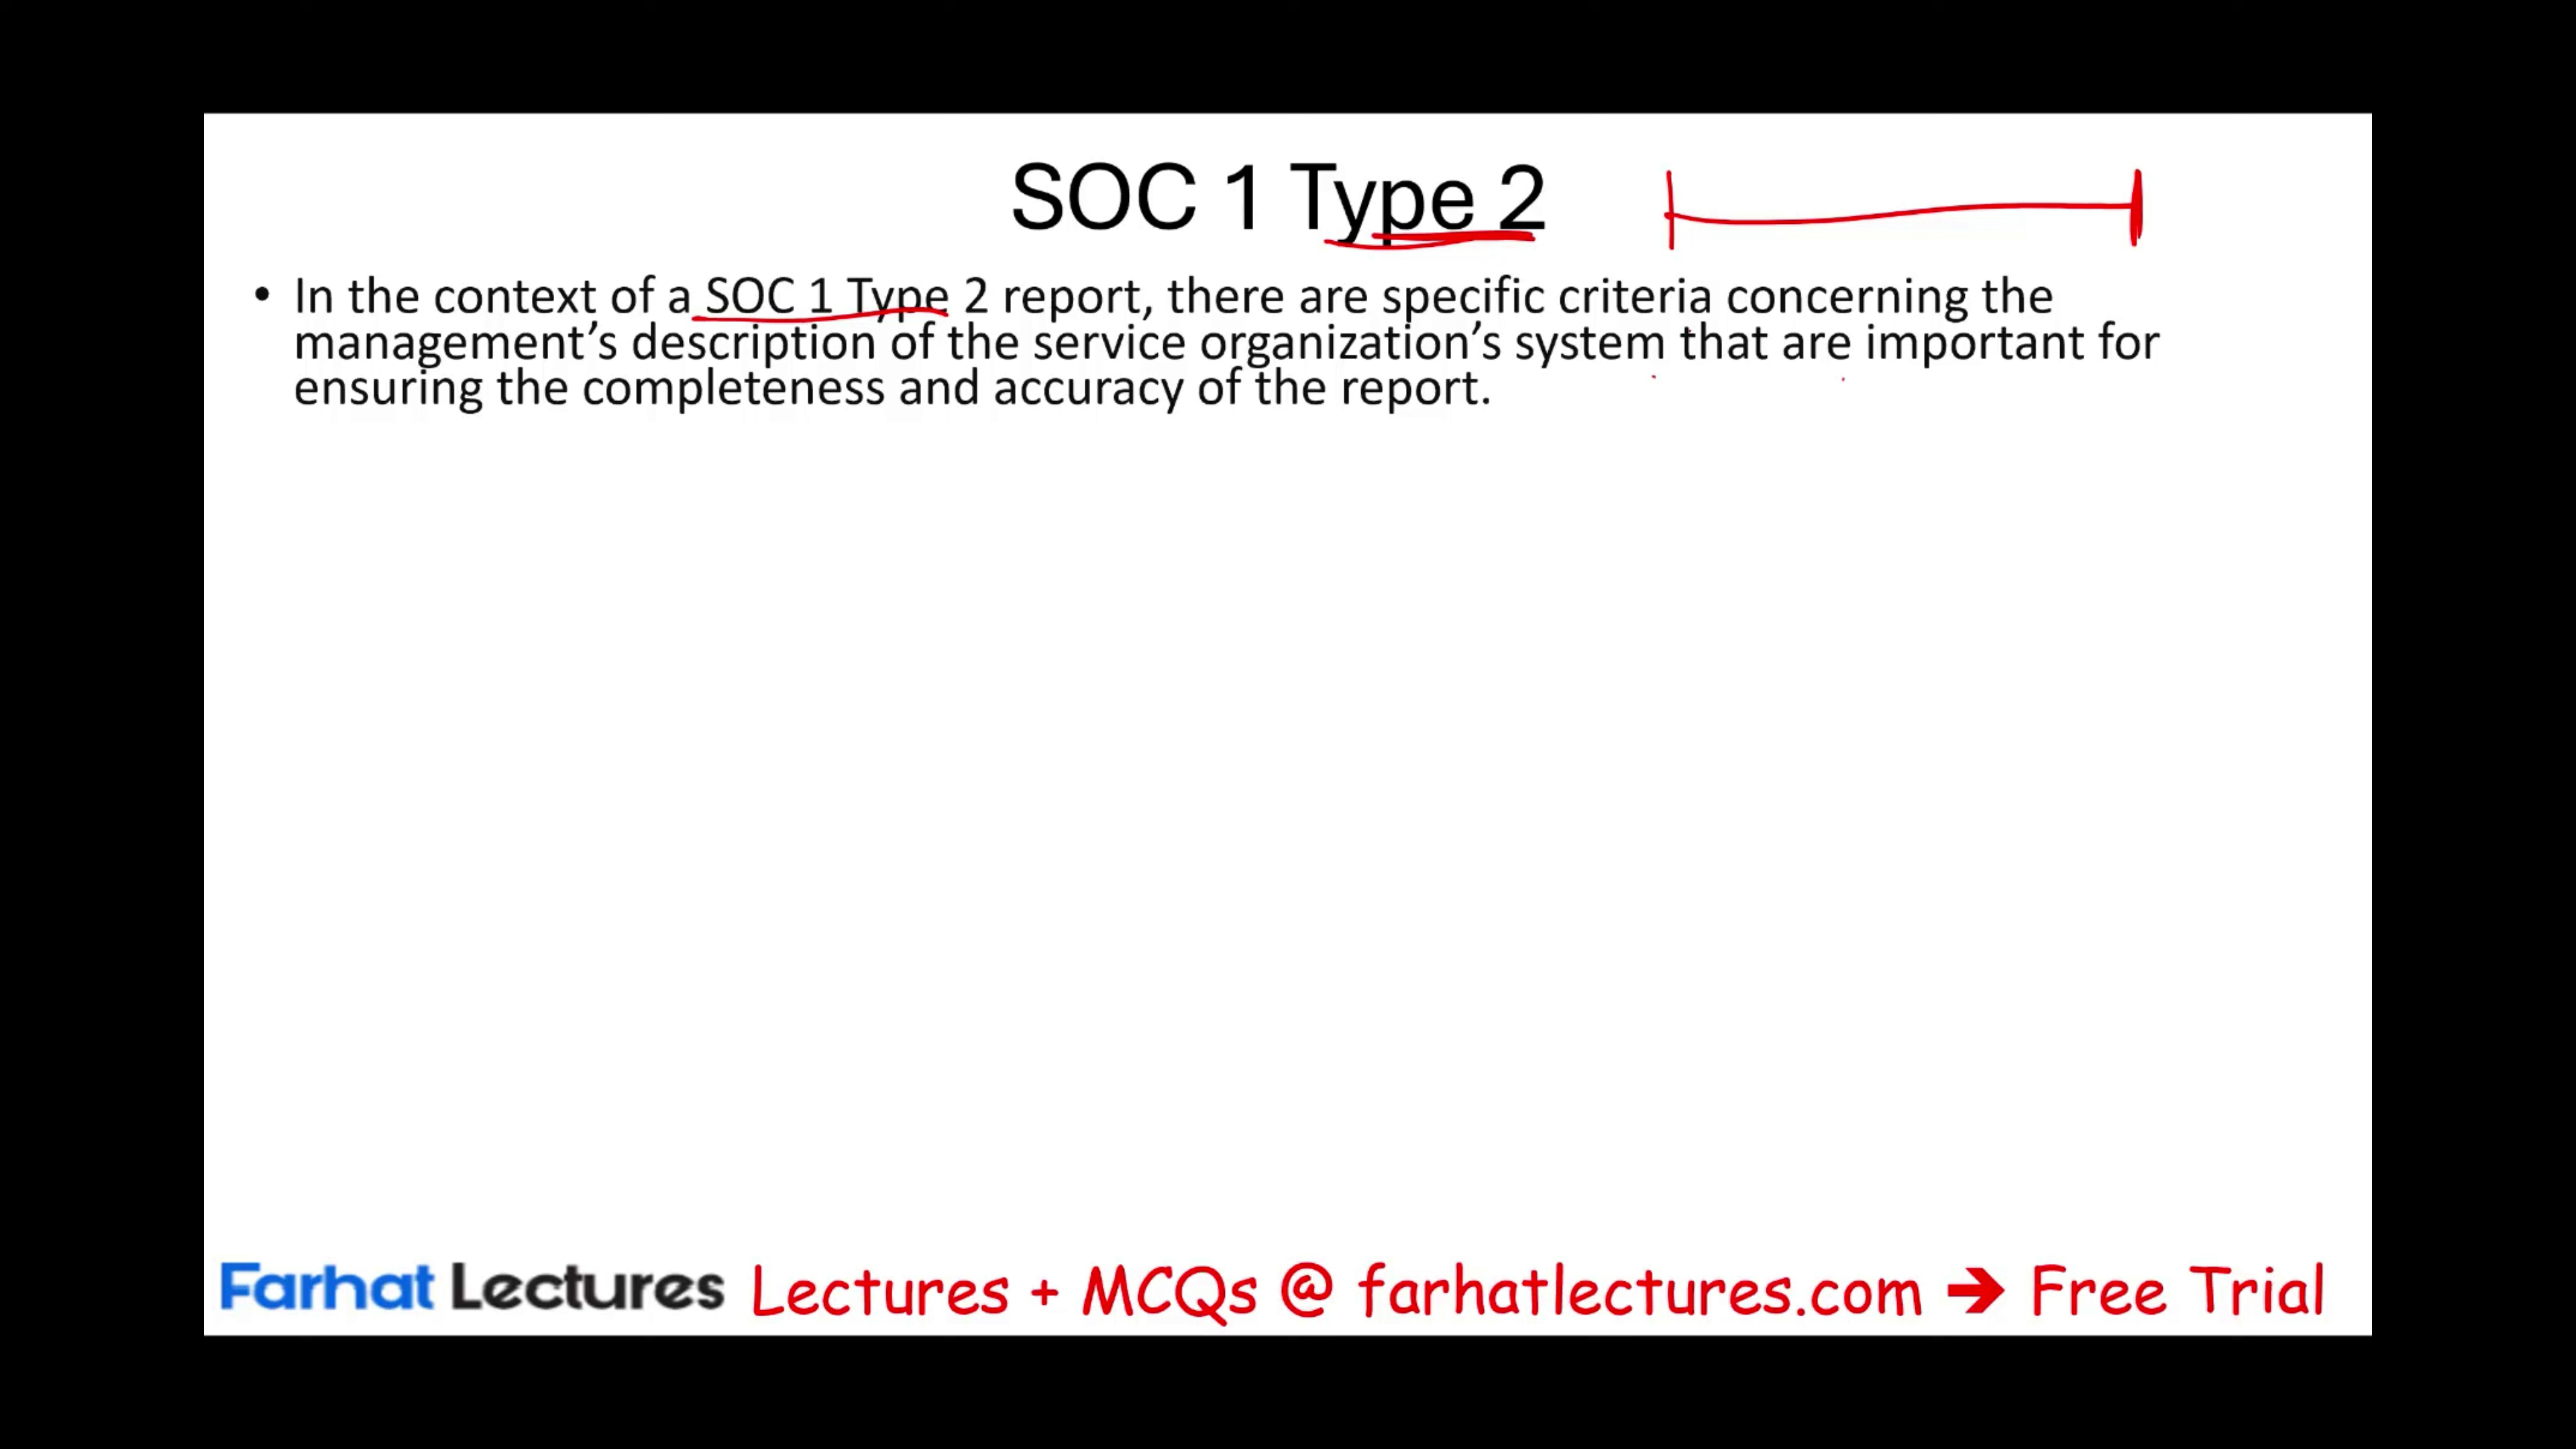 SOC 1 Type 2
• In the context of a SOC 1 Type 2 report, there are specific criteria concerning the
management’s description of the service organization’s system that are important for
ensuring the completeness and accuracy of the report.
Farhat Lectures Lectures + MCQs @ farhatlectures.com ➔ Free Trial